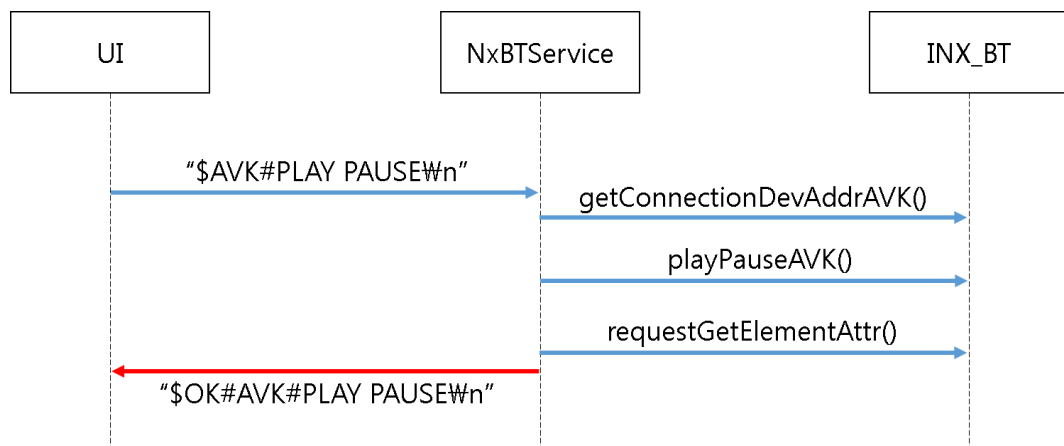 UI
NxBTService
INX_BT
“$AVK#PLAY PAUSE₩n”
getConnectionDevAddrAVK()
playPauseAVK()
requestGetElementAttr()
“$OK#AVK#PLAY PAUSE₩n”